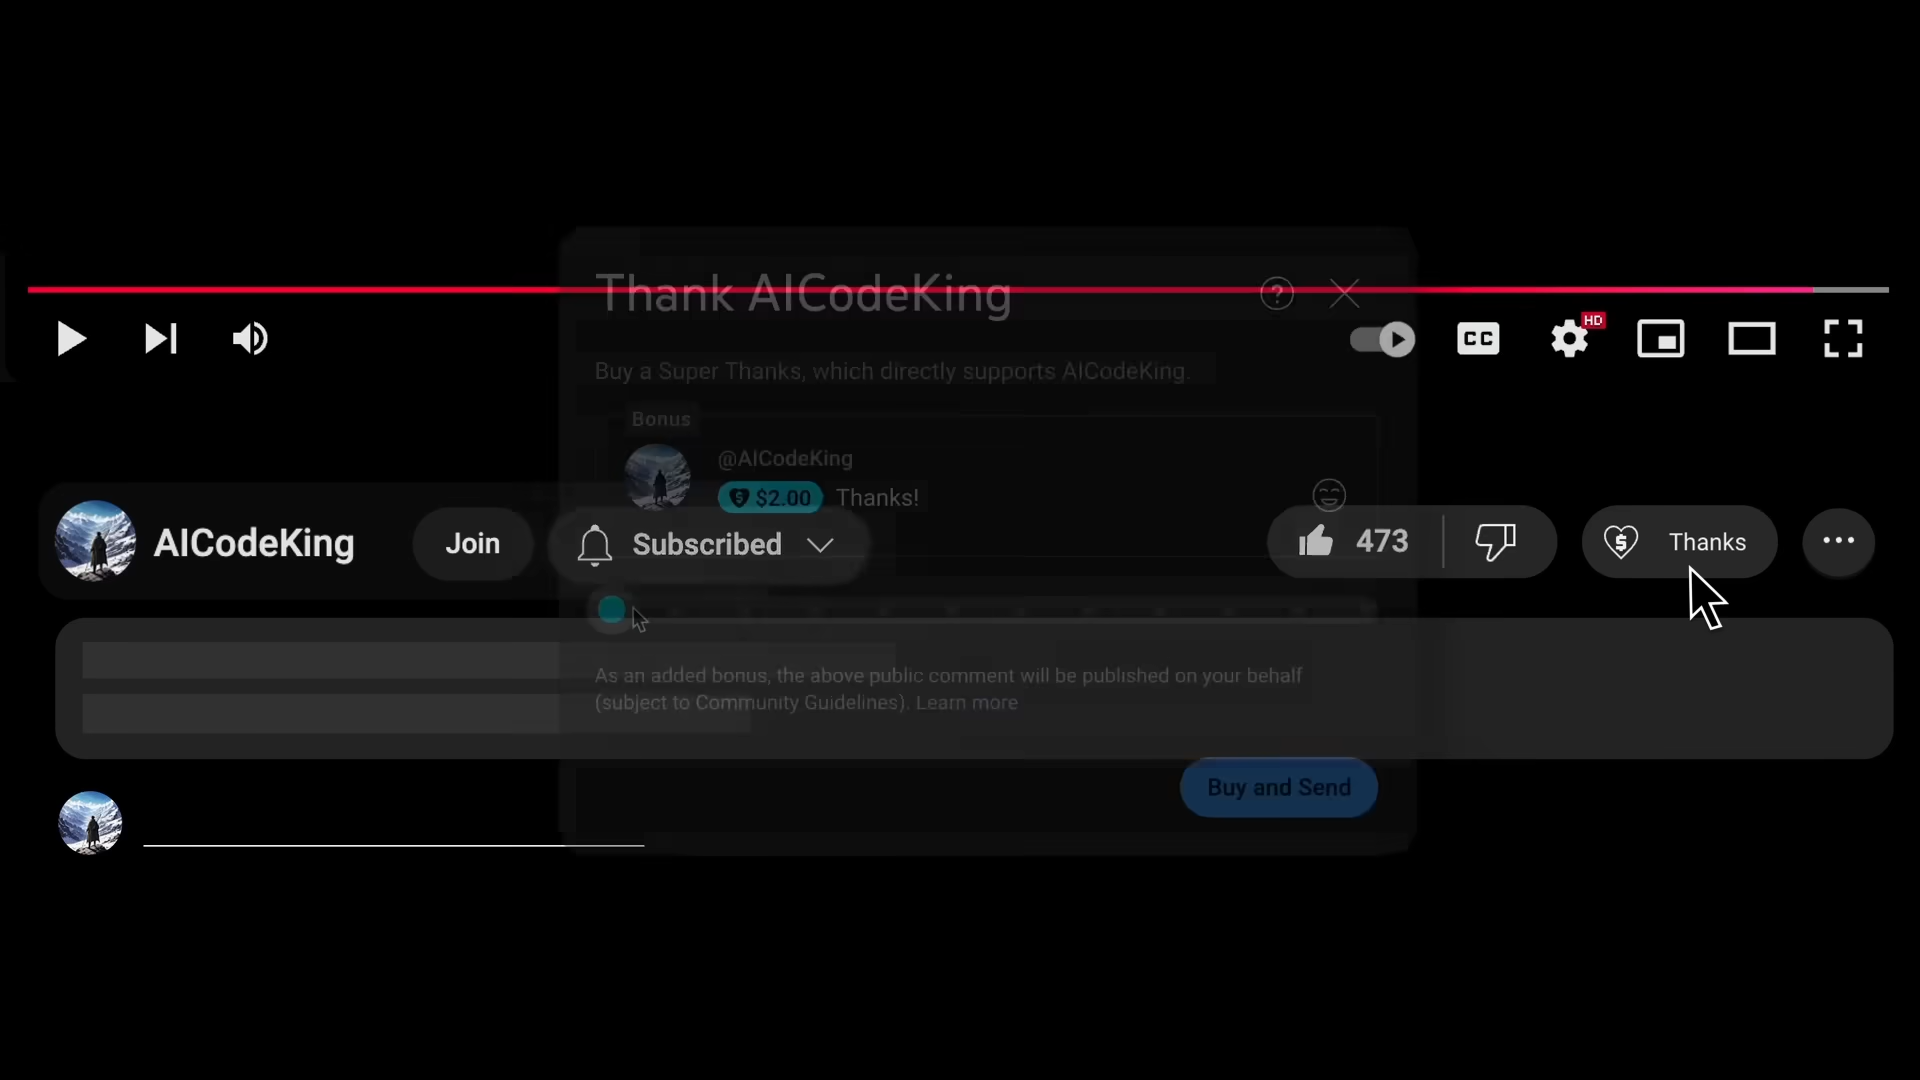 Thank AICodeKing
?
HD
CC
Buy a Super Thanks, which directly supports AICodeKing.
Bonus
@AICodeKing
$2.00 Thanks!
AICodeKing
Join
Subscribed
473
Thanks
As an added bonus, the above public comment will be published on your behalf
(subject to Community Guidelines). Learn more
Buy and Send